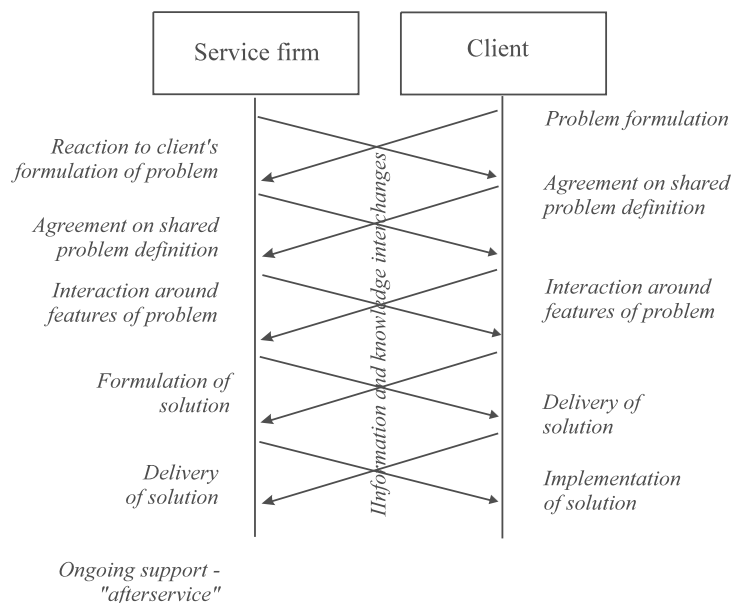 Service firm
Client
Problem formulation
Reaction to client's
formulation of problem
Agreement on shared
problem definition
Agreement on shared
problem definition
Interaction around
features of problem
Interaction around
features of problem
IInformation and knowledge interchanges
Formulation of
solution
Delivery of
solution
Delivery
of solution
Implementation
of solution
Ongoing support -
"afterservice"